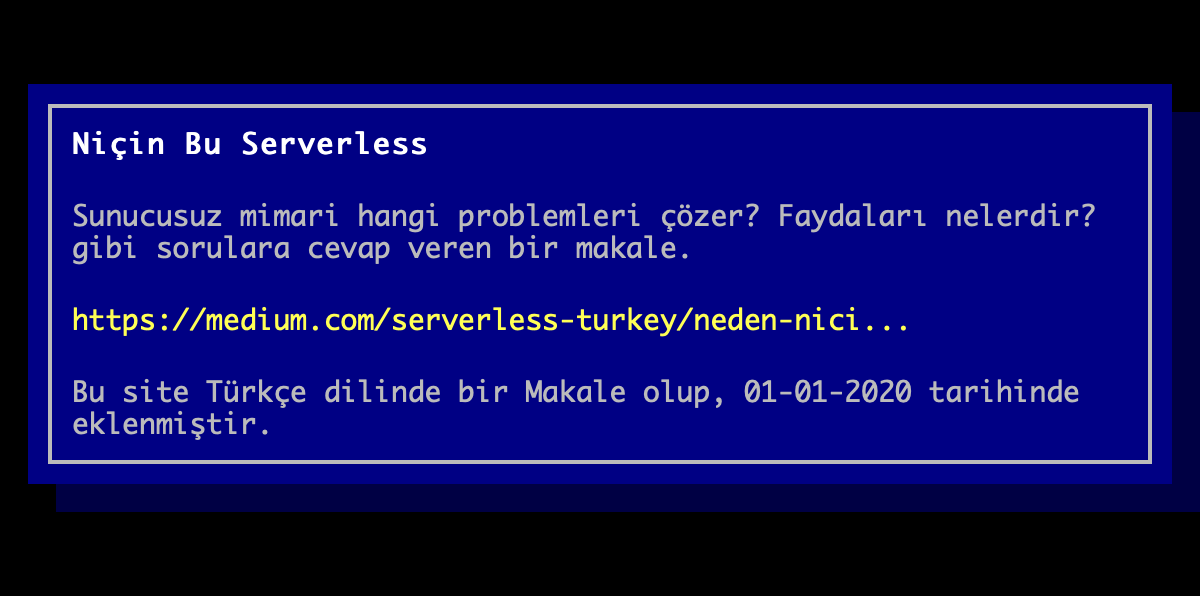 Niçin Bu Serverless
Sunucusuz mimari hangi problemleri çözer? Faydaları nelerdir?
gibi sorulara cevap veren bir makale.
https://medium.com/serverless-turkey/neden-nici...
Bu site Türkçe dilinde bir Makale olup, 01-01-2020 tarihinde
eklenmiştir.